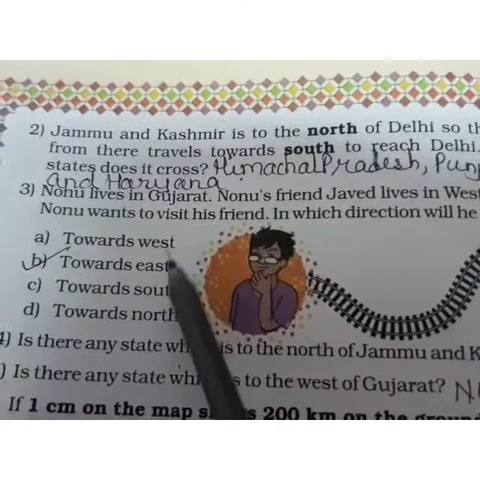 2) Jammu and Kashmir is to the north of Delhi so th
from there travels towards south to reach Delhi.
states does it cross? Himachal Pradesh, Punj
and Haryana.
3) Nonu lives in Gujarat. Nonu's friend Javed lives in West
Nonu wants to visit his friend. In which direction will he
a) Towards west
b) Towards east
c) Towards sout
d) Towards north
4) Is there any state whi is to the north of Jammu and K
) Is there any state whi s to the west of Gujarat? N
If 1 cm on the map s s 200 km on the groun